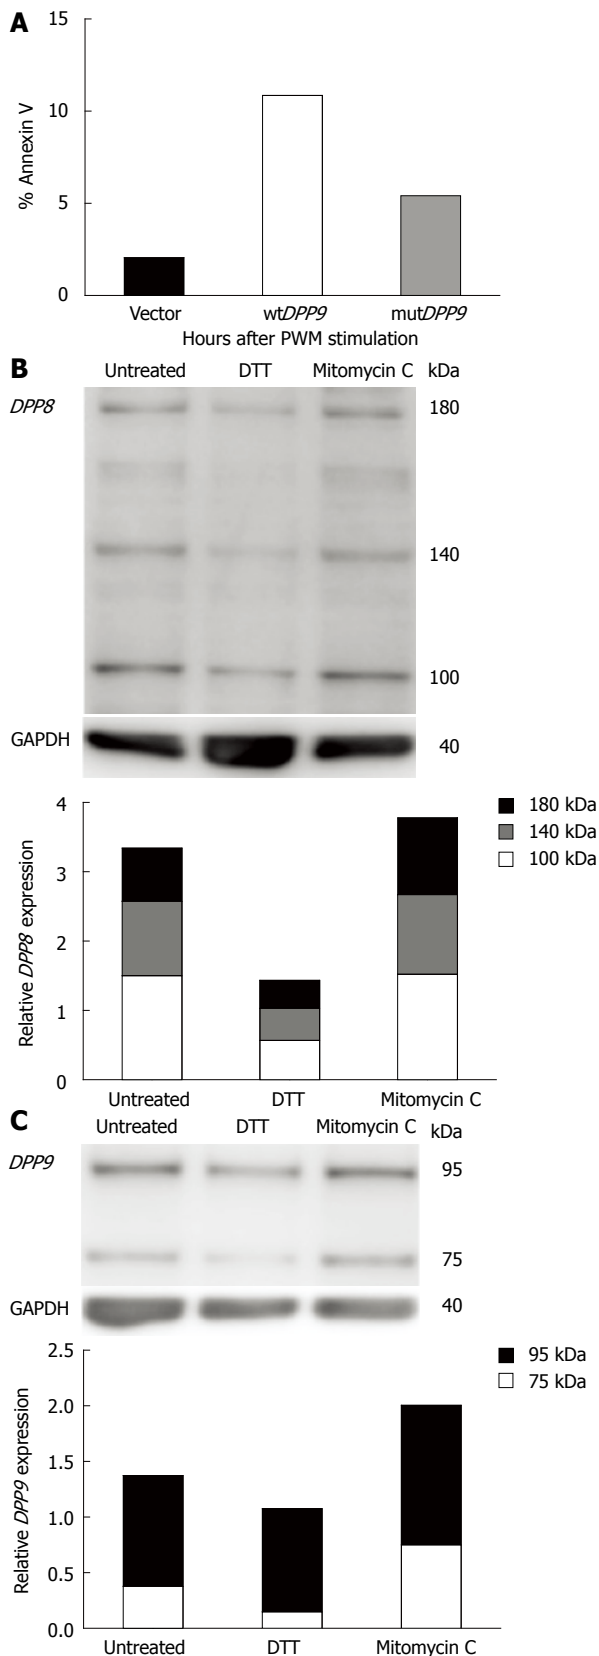 A
15
10
5
0
% Annexin V
Vector wtDPP9 mutDPP9
Hours after PWM stimulation
B
Untreated DTT Mitomycin C kDa
DPP8 180
140
100
GAPDH 40
4
3
2
1
0
Relative DPP8 expression
180 kDa
140 kDa
100 kDa
Untreated DTT Mitomycin C
C
Untreated DTT Mitomycin C kDa
DPP9 95
75
GAPDH 40
2.5
2.0
1.5
1.0
0.5
0.0
Relative DPP9 expression
95 kDa
75 kDa
Untreated DTT Mitomycin C